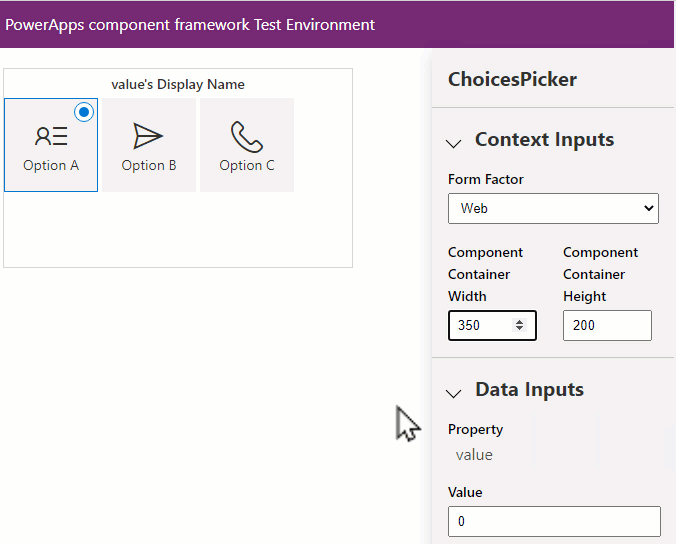 PowerApps component framework Test Environment
value's Display Name
Option A
Option B
Option C
ChoicesPicker
Context Inputs
Form Factor
Web
Component Container Width
Component Container Height
350
200
Data Inputs
Property
value
Value
0